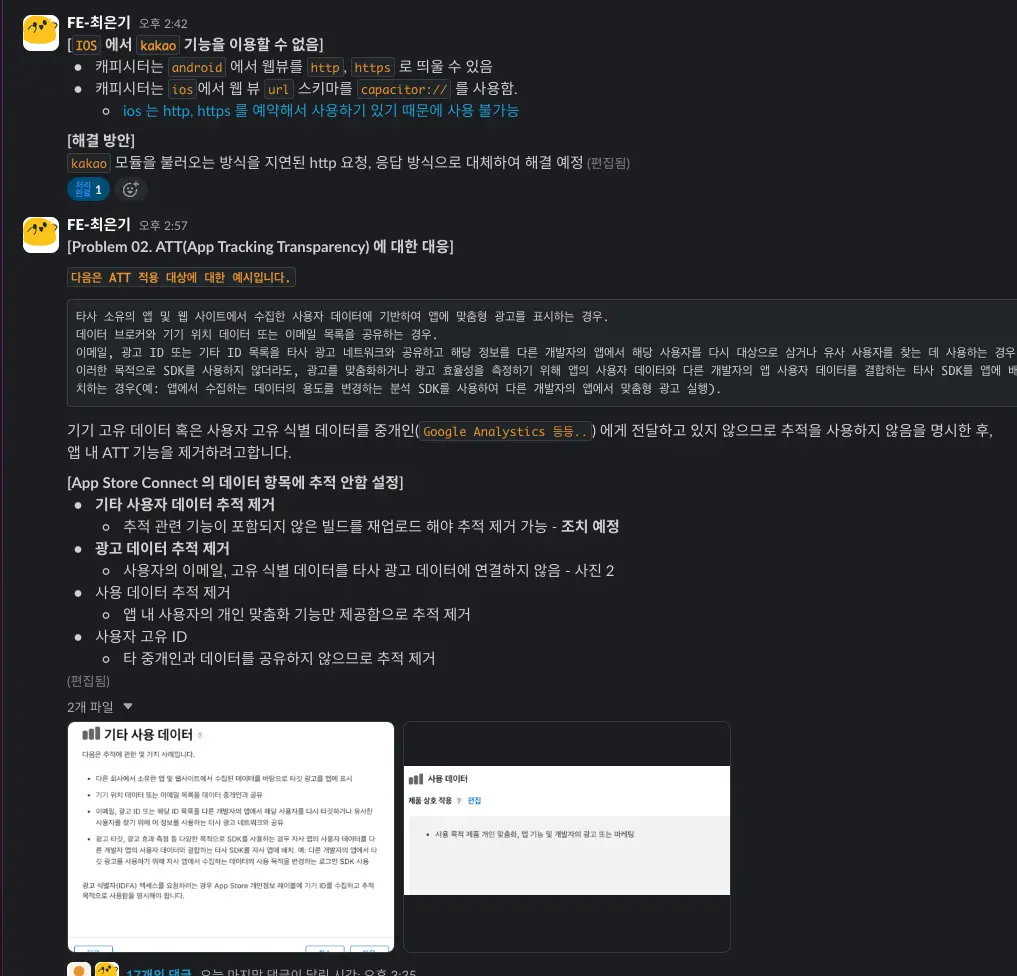 FE-최은기 오후 2:42
[IOS 에서 kakao 기능을 이용할 수 없음]
캐피시터는 android 에서 웹뷰를 http, https 로 띄울 수 있음
캐피시터는 ios 에서 웹 뷰 url 스키마를 capacitor:// 를 사용함.
ios 는 http, https 를 예약해서 사용하기 있기 때문에 사용 불가능
[해결 방안]
kakao 모듈을 불러오는 방식을 지연된 http 요청, 응답 방식으로 대체하여 해결 예정 (편집됨)
처리완료 1
FE-최은기 오후 2:57
[Problem 02. ATT(App Tracking Transparency) 에 대한 대응]
다음은 ATT 적용 대상에 대한 예시입니다.
타사 소유의 앱 및 웹 사이트에서 수집한 사용자 데이터에 기반하여 앱에 맞춤형 광고를 표시하는 경우.
데이터 브로커와 기기 위치 데이터 또는 이메일 목록을 공유하는 경우.
이메일, 광고 ID 또는 기타 ID 목록을 타사 광고 네트워크와 공유하고 해당 정보를 다른 개발자의 앱에서 해당 사용자를 다시 대상으로 삼거나 유사 사용자를 찾는 데 사용하는 경우
이러한 목적으로 SDK를 사용하지 않더라도, 광고를 맞춤화하거나 광고 효율성을 측정하기 위해 앱의 사용자 데이터와 다른 개발자의 앱 사용자 데이터를 결합하는 타사 SDK를 앱에 배
치하는 경우(예: 앱에서 수집하는 데이터의 용도를 변경하는 분석 SDK를 사용하여 다른 개발자의 앱에서 맞춤형 광고 실행).
기기 고유 데이터 혹은 사용자 고유 식별 데이터를 중개인(Google Analystics 등등..) 에게 전달하고 있지 않으므로 추적을 사용하지 않음을 명시한 후,
앱 내 ATT 기능을 제거하려고합니다.
[App Store Connect 의 데이터 항목에 추적 안함 설정]
기타 사용자 데이터 추적 제거
추적 관련 기능이 포함되지 않은 빌드를 재업로드 해야 추적 제거 가능 - 조치 예정
광고 데이터 추적 제거
사용자의 이메일, 고유 식별 데이터를 타사 광고 데이터에 연결하지 않음 - 사진 2
사용 데이터 추적 제거
앱 내 사용자의 개인 맞춤화 기능만 제공함으로 추적 제거
사용자 고유 ID
타 중개인과 데이터를 공유하지 않으므로 추적 제거
(편집됨)
2개 파일
기타 사용 데이터 ?
다음은 추적에 관한 몇 가지 사례입니다.
다른 회사에서 소유한 앱 및 웹사이트에서 수집된 데이터를 바탕으로 타깃 광고를 앱에 표시
기기 위치 데이터 또는 이메일 목록을 데이터 중개인과 공유
이메일, 광고 ID 또는 해당 ID 목록을 다른 개발자의 앱에서 해당 사용자를 다시 타깃하거나 유사한
사용자를 찾기 위해 이 정보를 사용하는 타사 광고 네트워크와 공유
광고 타깃, 광고 효과 측정 등 다양한 목적으로 SDK를 사용하는 경우 자사 앱의 사용자 데이터를 다
른 개발자 앱의 사용자 데이터와 결합하는 타사 SDK를 자사 앱에 배치. 예: 다른 개발자의 앱에서 타
깃 광고를 사용하기 위해 자사 앱에서 수집하는 데이터의 사용 목적을 변경하는 로그인 SDK 사용
광고 식별자(IDFA) 액세스를 요청하려는 경우 App Store 개인정보 레이블에 기기 ID를 수집하고 추적
목적으로 사용함을 명시해야 합니다.
사용 데이터
제품 상호 작용 ? 편집
사용 목적 제품 개인 맞춤화, 앱 기능 및 개발자의 광고 또는 마케팅
17개의 댓글 오늘 마지막 댓글이 달린 시간: 오후 3:35